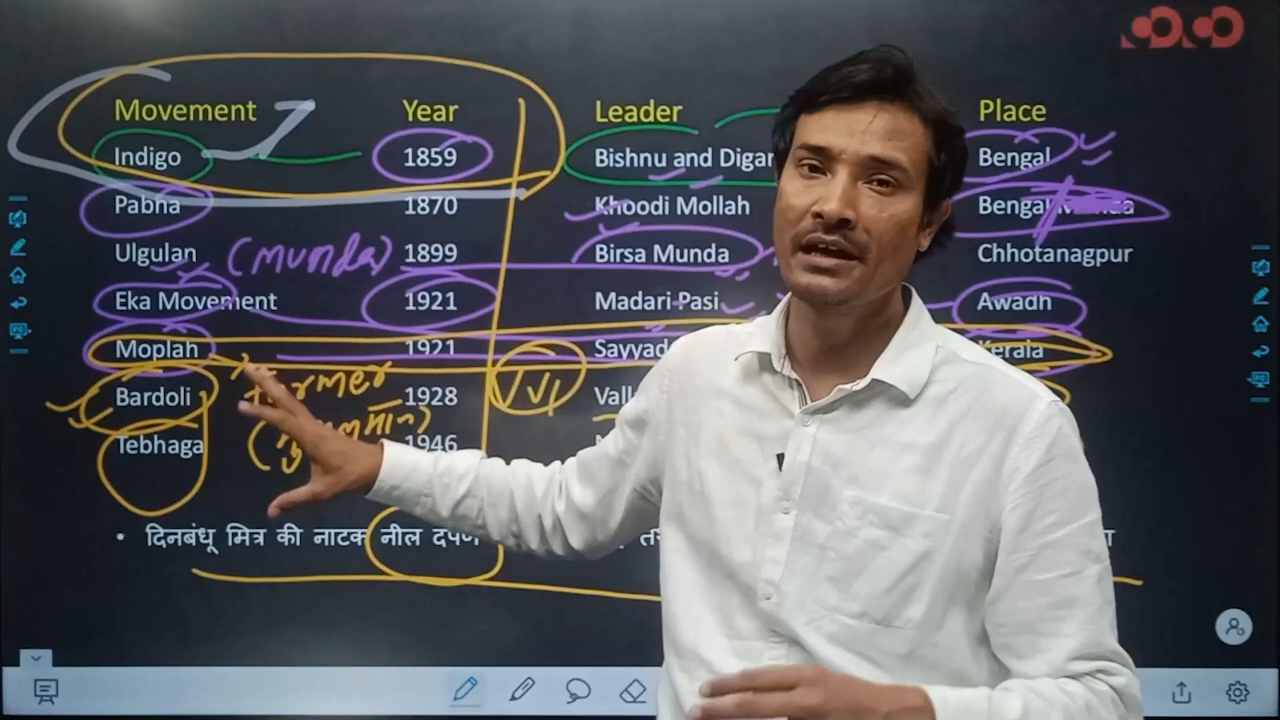 Movement Year Leader Place
Indigo 1859 Bishnu and Digar Bengal
Pabna 1870 Khoodi Mollah Bengal
Ulgulan (Munda) 1899 Birsa Munda Chhotanagpur
Eka Movement 1921 Madari Pasi Awadh
Moplah 1921 Sayyad Kerala
Bardoli Farmer 1928 VVI Vall
Tebhaga 1946
• दिनबंधू मित्र की नाटक नील दर्पण